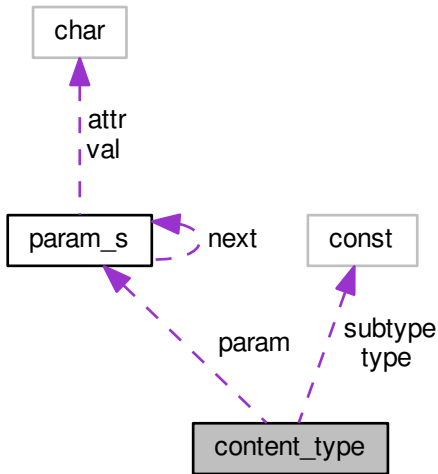 char
attr
val
param_s
next
const
param
subtype
type
content_type